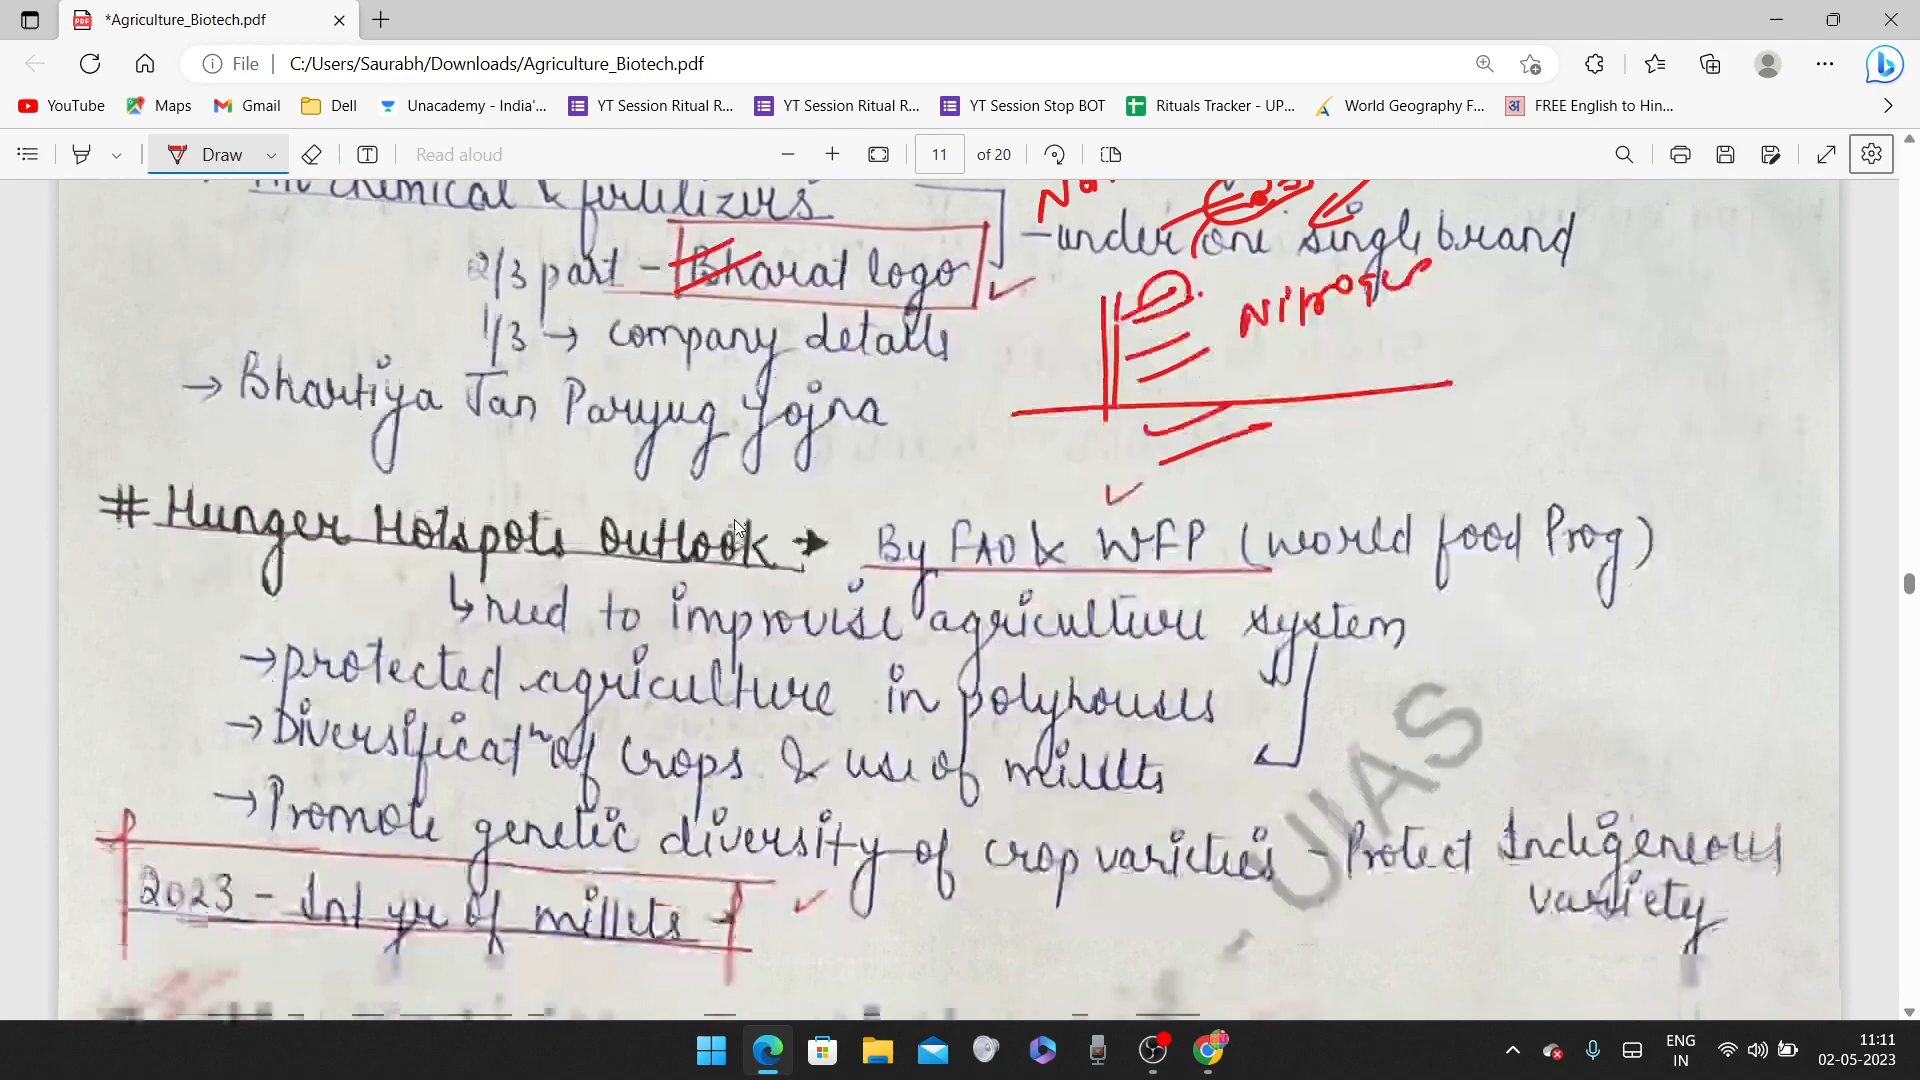 *Agriculture_Biotech.pdf
File
C:/Users/Saurabh/Downloads/Agriculture_Biotech.pdf
YouTube
Maps
Gmail
Dell
Unacademy - India'...
YT Session Ritual R...
YT Session Ritual R...
YT Session Stop BOT
Rituals Tracker - UP...
World Geography F...
FREE English to Hin...
Draw
Read aloud
11 of 20
chemical & fertilizers
- under one single brand
2/3 part - Bharat logo
Nitrogen
1/3 → company details
→ Bhartiya Jan Paryug Yojna
# Hunger Hotspots Outlook → By FAO & WFP (World food Prog)
↳ need to improvise agriculture system
→ protected agriculture in polyhouses
→ Diversificatⁿ of crops & use of millets
→ Promote genetic diversity of crop varieties - Protect Indigeneous
variety
2023 - Int yr of millets →
UIAS
ENG
IN
11:11
02-05-2023